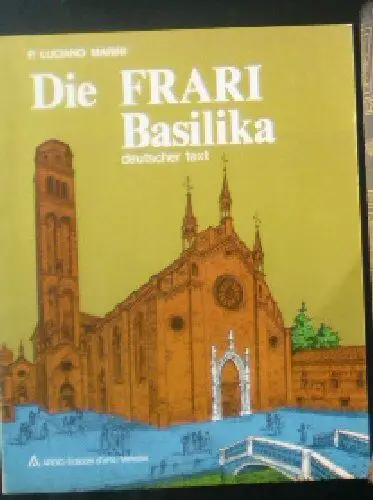 P. LUCIANO MARINI
Die FRARI
Basilika
deutscher text